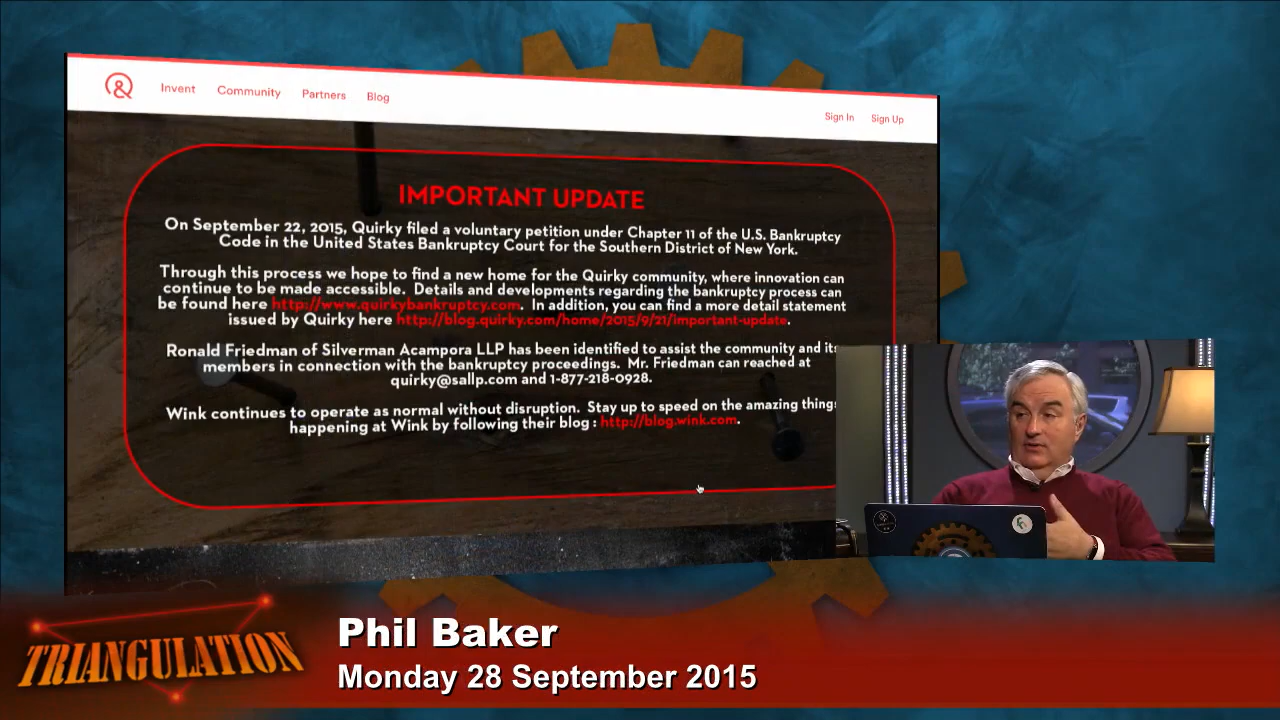 &
Invent Community Partners Blog
Sign In Sign Up
IMPORTANT UPDATE
On September 22, 2015, Quirky filed a voluntary petition under Chapter 11 of the U.S. Bankruptcy
Code in the United States Bankruptcy Court for the Southern District of New York.
Through this process we hope to find a new home for the Quirky community, where innovation can
continue to be made accessible. Details and developments regarding the bankruptcy process can
be found here http://www.quirkybankruptcy.com. In addition, you can find a more detail statement
issued by Quirky here http://blog.quirky.com/home/2015/9/21/important-update.
Ronald Friedman of Silverman Acampora LLP has been identified to assist the community and its
members in connection with the bankruptcy proceedings. Mr. Friedman can reached at
quirky@sallp.com and 1-877-218-0928.
Wink continues to operate as normal without disruption. Stay up to speed on the amazing things
happening at Wink by following their blog : http://blog.wink.com.
TRIANGULATION
Phil Baker
Monday 28 September 2015